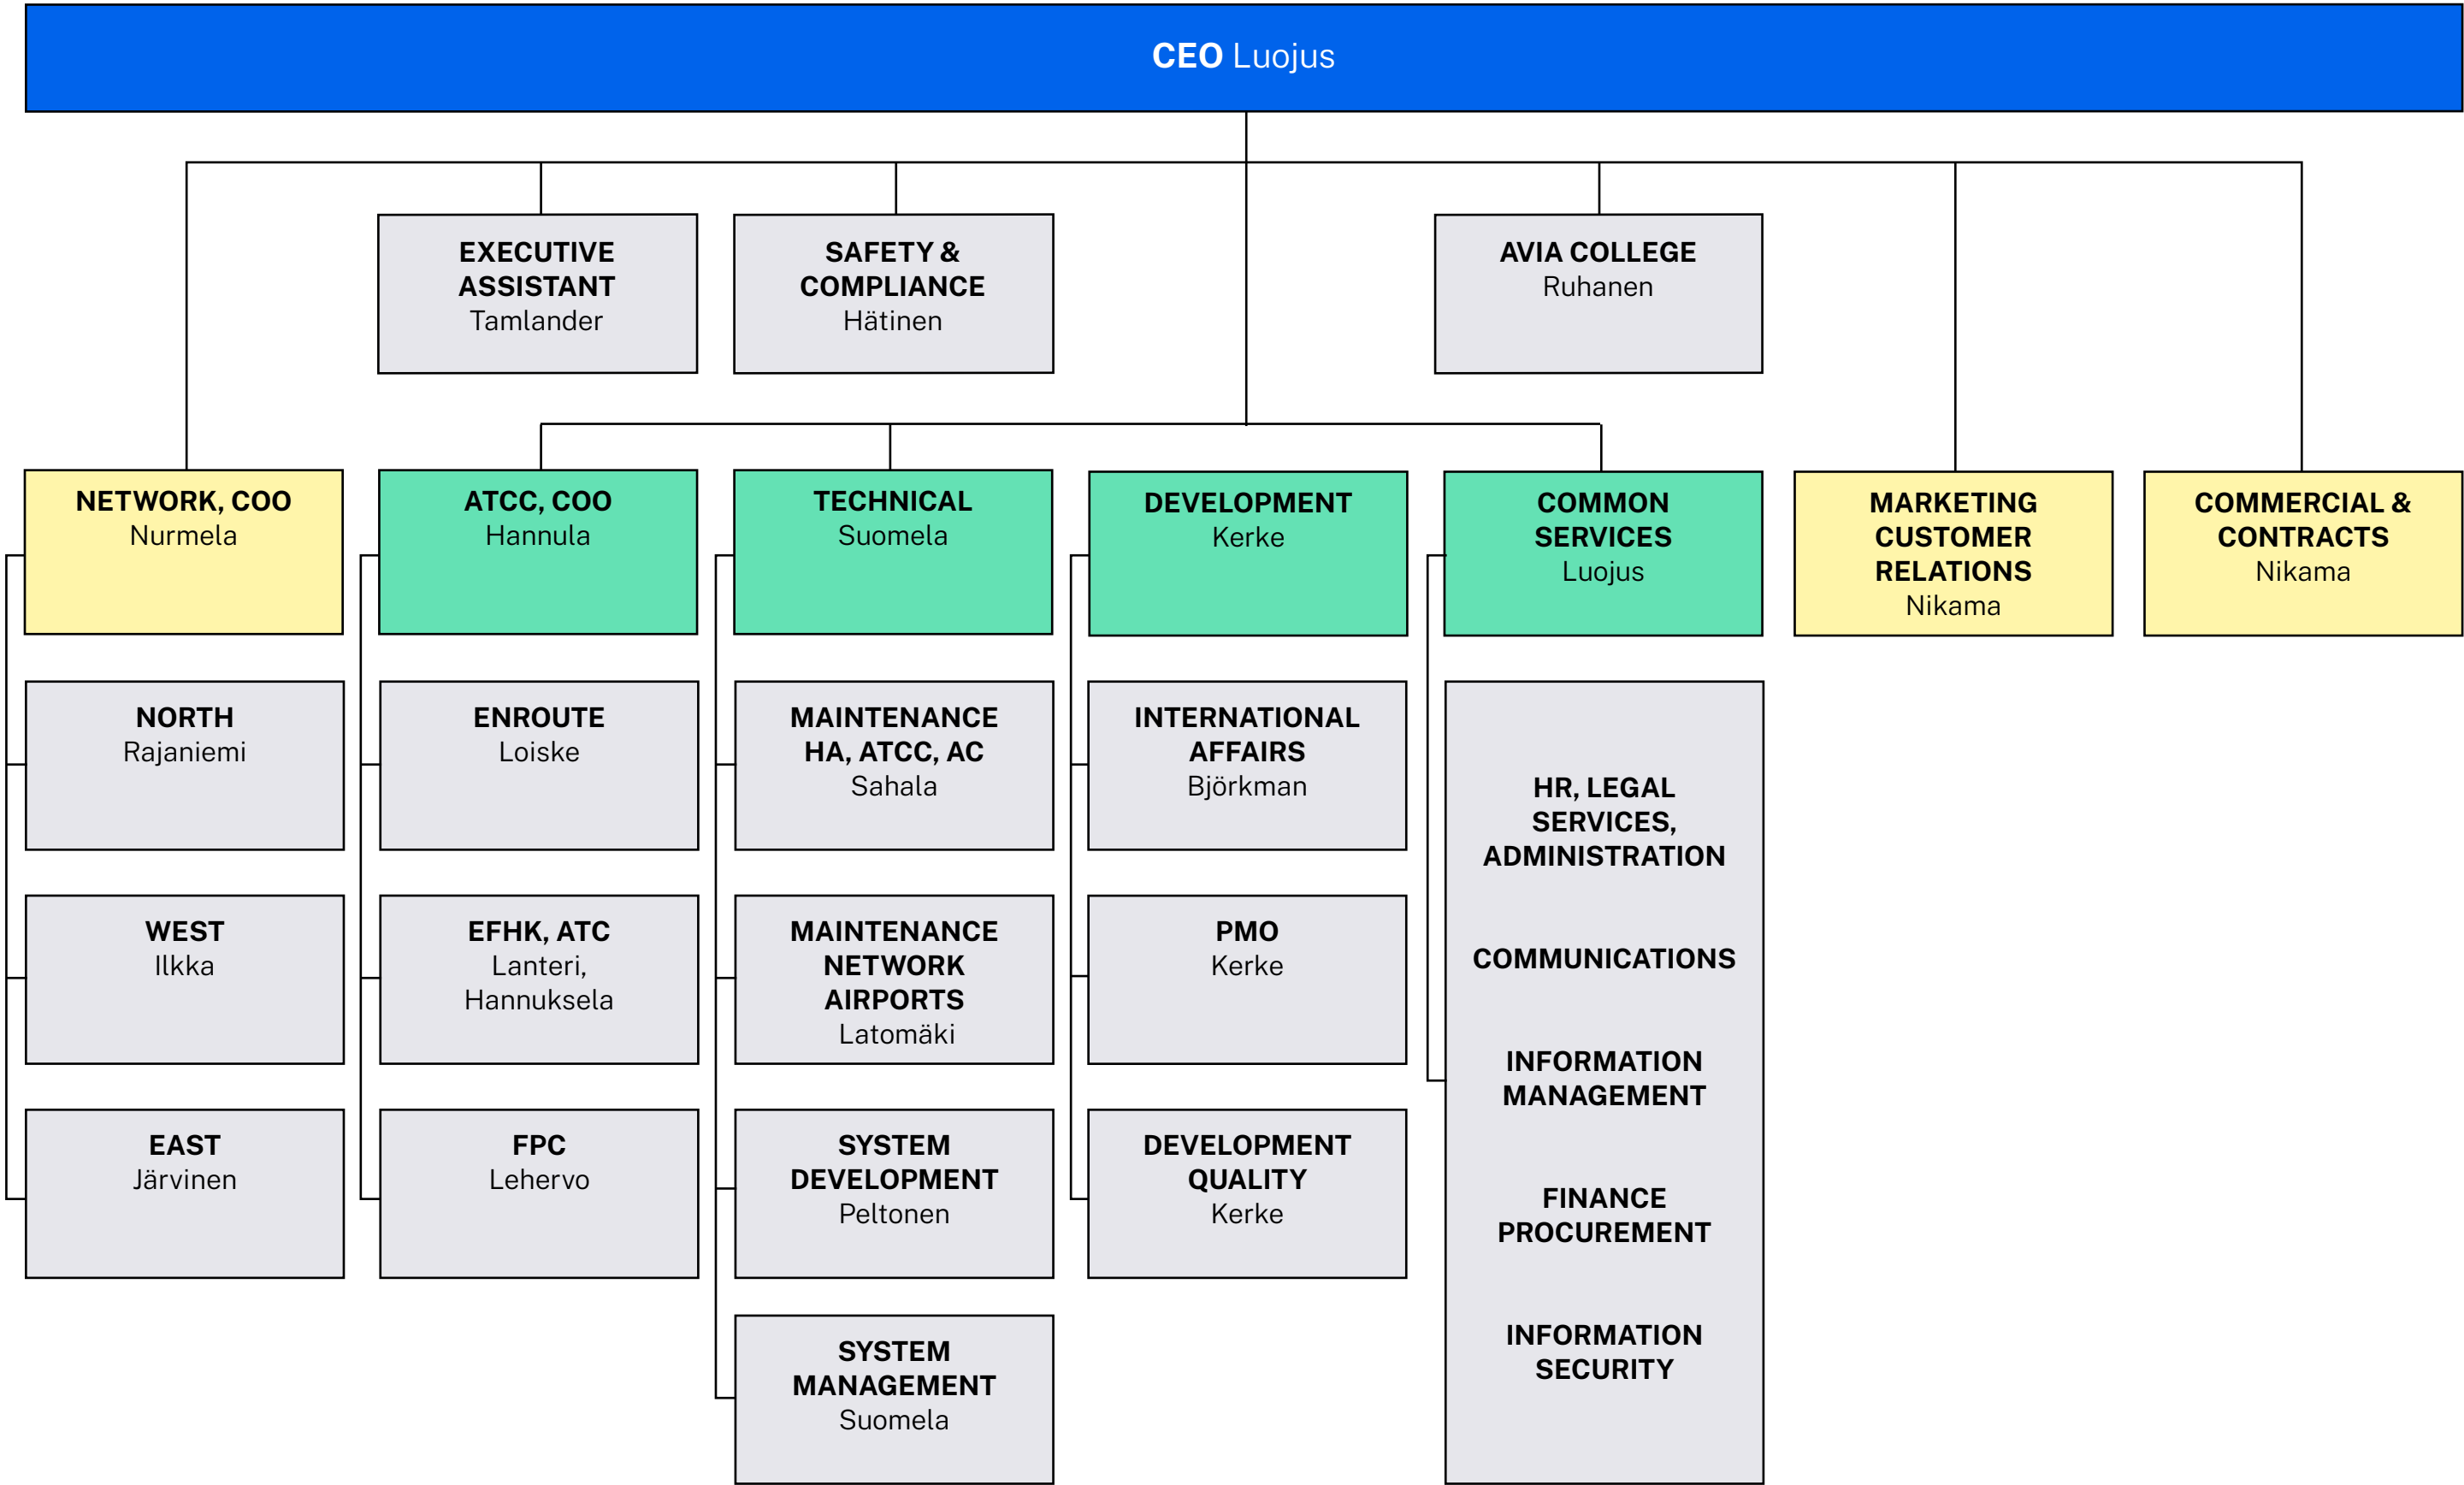 CEO Luojus
EXECUTIVE
ASSISTANT
Tamlander
SAFETY &
COMPLIANCE
Hätinen
AVIA COLLEGE
Ruhanen
NETWORK, COO
Nurmela
ATCC, COO
Hannula
TECHNICAL
Suomela
DEVELOPMENT
Kerke
COMMON
SERVICES
Luojus
MARKETING
CUSTOMER
RELATIONS
Nikama
COMMERCIAL &
CONTRACTS
Nikama
NORTH
Rajaniemi
WEST
Ilkka
EAST
Järvinen
ENROUTE
Loiske
EFHK, ATC
Lanteri,
Hannuksela
FPC
Lehervo
MAINTENANCE
HA, ATCC, AC
Sahala
MAINTENANCE
NETWORK
AIRPORTS
Latomäki
SYSTEM
DEVELOPMENT
Peltonen
SYSTEM
MANAGEMENT
Suomela
INTERNATIONAL
AFFAIRS
Björkman
PMO
Kerke
DEVELOPMENT
QUALITY
Kerke
HR, LEGAL
SERVICES,
ADMINISTRATION
COMMUNICATIONS
INFORMATION
MANAGEMENT
FINANCE
PROCUREMENT
INFORMATION
SECURITY